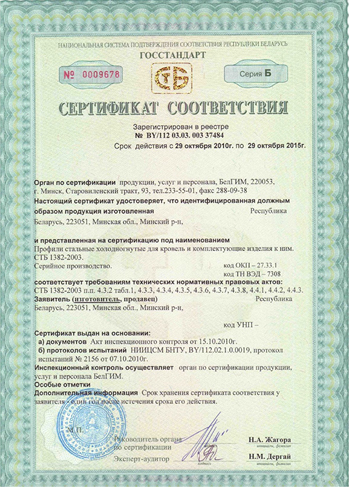 НАЦИОНАЛЬНАЯ СИСТЕМА ПОДТВЕРЖДЕНИЯ СООТВЕТСТВИЯ РЕСПУБЛИКИ БЕЛАРУСЬ
ГОССТАНДАРТ
№ 0009678
СТБ
Серия Б
СЕРТИФИКАТ СООТВЕТСТВИЯ
Зарегистрирован в реестре
№ BY/112 03.03. 003 37484
Срок действия с 29 октября 2010г. по 29 октября 2015г.
Орган по сертификации продукции, услуг и персонала, БелГИМ, 220053,
г. Минск, Старовиленский тракт, 93, тел.233-55-01, факс 288-09-38
Настоящий сертификат удостоверяет, что идентифицированная должным
образом продукция изготовленная Республика
Беларусь, 223051, Минская обл., Минский р-н,
и представленная на сертификацию под наименованием
Профили стальные холодногнутые для кровель и комплектующие изделия к ним.
СТБ 1382-2003
Серийное производство. код ОКП - 27.33.1
код ТН ВЭД - 7308
соответствует требованиям технических нормативных правовых актов:
СТБ 1382-2003 п.п. 4.3.2 табл.1, 4.3.3, 4.3.4, 4.3.5, 4.3.6, 4.3.7, 4.3.8, 4.4.1, 4.4.2, 4.4.3.
Заявитель (изготовитель, продавец) Республика
Беларусь, 223051, Минская обл., Минский р-н,
код УНП -
Сертификат выдан на основании:
а) документов Акт инспекционного контроля от 15.10.2010г.
б) протоколов испытаний НИИЦСМ БНТУ, BY/112.02.1.0.0019, протокол
испытаний № 2156 от 07.10.2010г.
Инспекционный контроль осуществляет орган по сертификации продукции,
услуг и персонала БелГИМ.
Особые отметки
Дополнительная информация Срок хранения сертификата соответствия у
заявителя - один год после истечения срока его действия.
Руководитель органа
по сертификации
Н.А. Жагора
Эксперт-аудитор
Н.М. Дергай